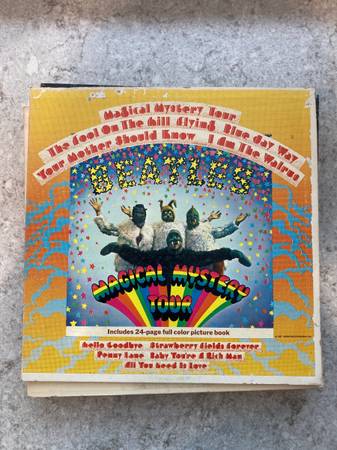 Magical Mystery Tour
The Fool On The Hill Flying Blue Jay Way
Your Mother Should Know I Am The Walrus
BEATLES
MAGICAL MYSTERY
TOUR
Includes 24-page full color picture book
Hello Goodbye Strawberry Fields Forever
Penny Lane Baby You're A Rich Man
All You Need Is Love